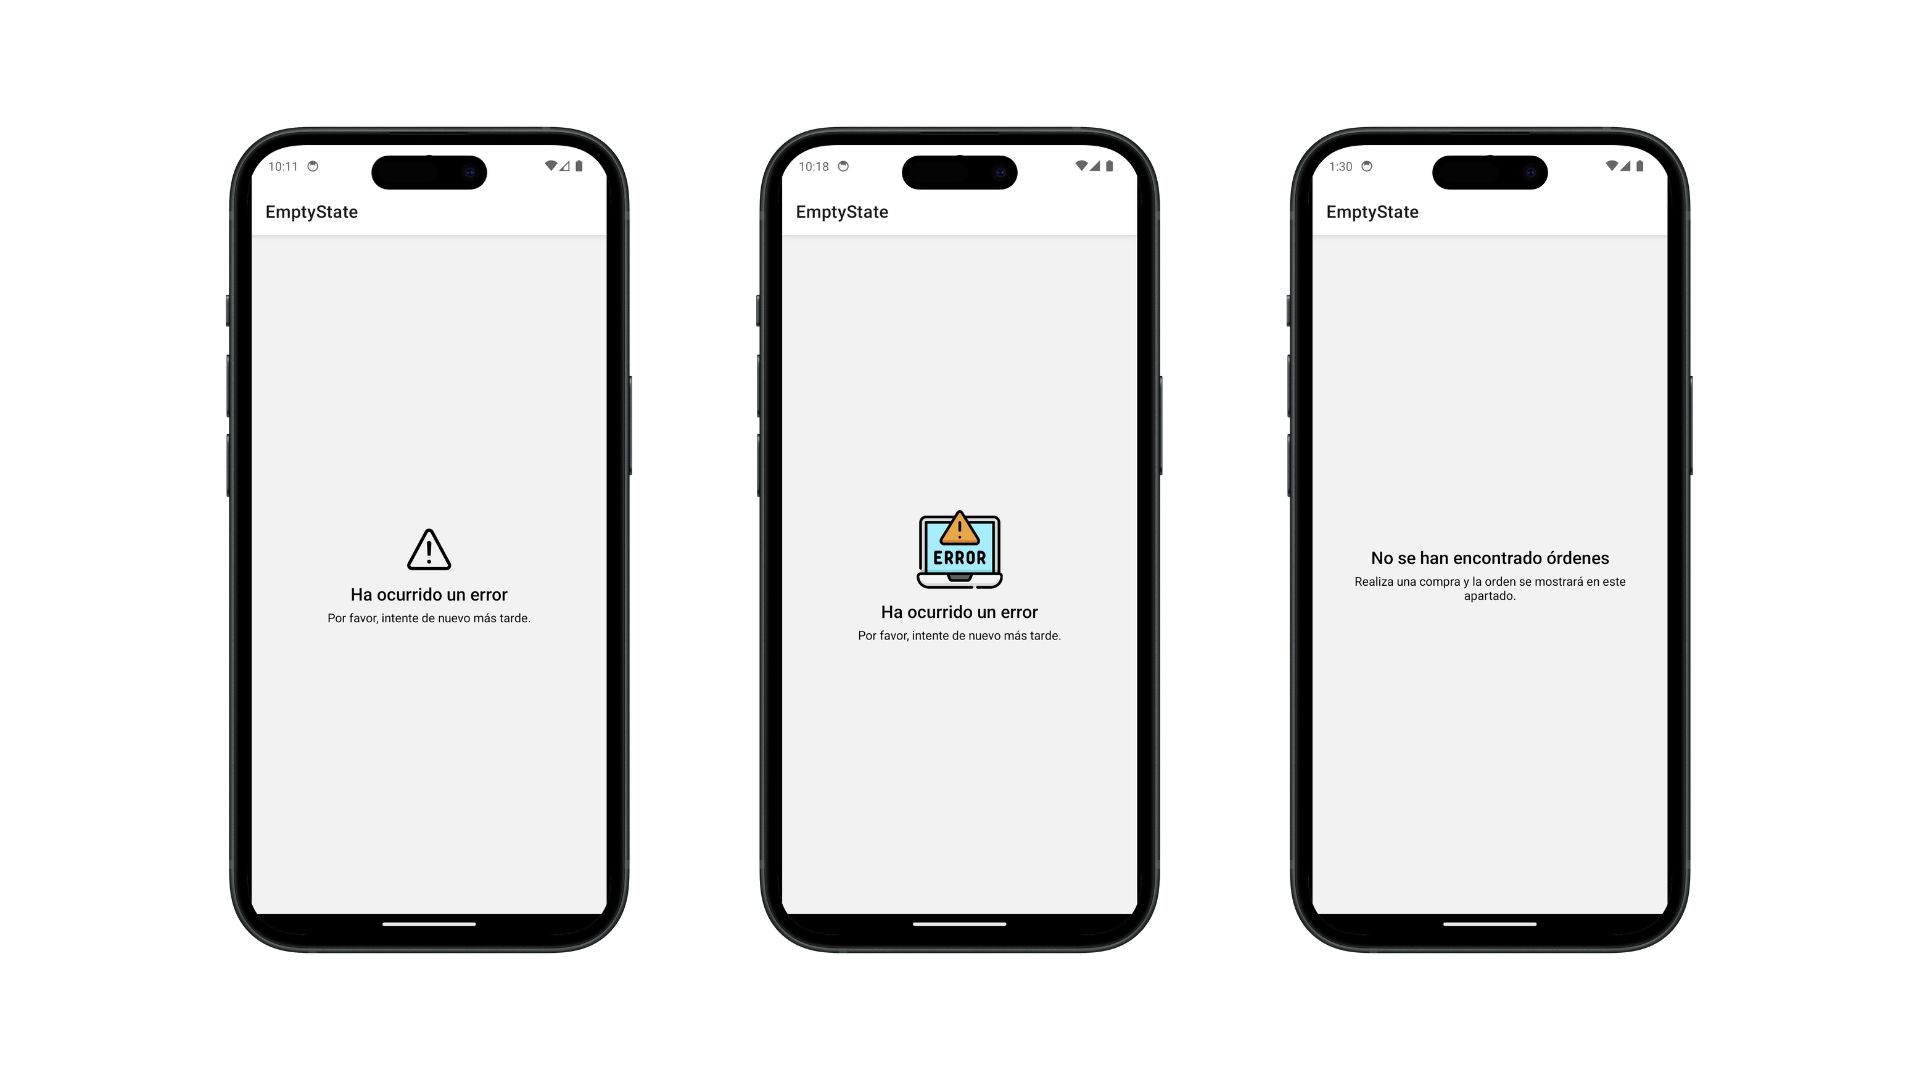 10:11
EmptyState
Ha ocurrido un error
Por favor, intente de nuevo más tarde.
10:18
EmptyState
ERROR
Ha ocurrido un error
Por favor, intente de nuevo más tarde.
1:30
EmptyState
No se han encontrado órdenes
Realiza una compra y la orden se mostrará en este
apartado.